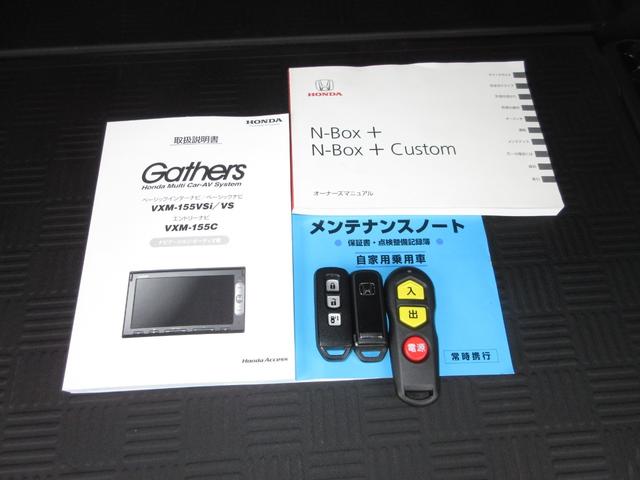 HONDA
取扱説明書
Gathers
Honda Multi Car-AV System
ベーシックインターナビ/ベーシックナビ
VXM-155VSi/VS
エントリーナビ
VXM-155C
Honda Access
HONDA
N-Box +
N-Box + Custom
オーナーズマニュアル
メンテナンスノート
● 保証書・点検整備記録簿 ●
自家用乗用車
常時携行
入
出
電源